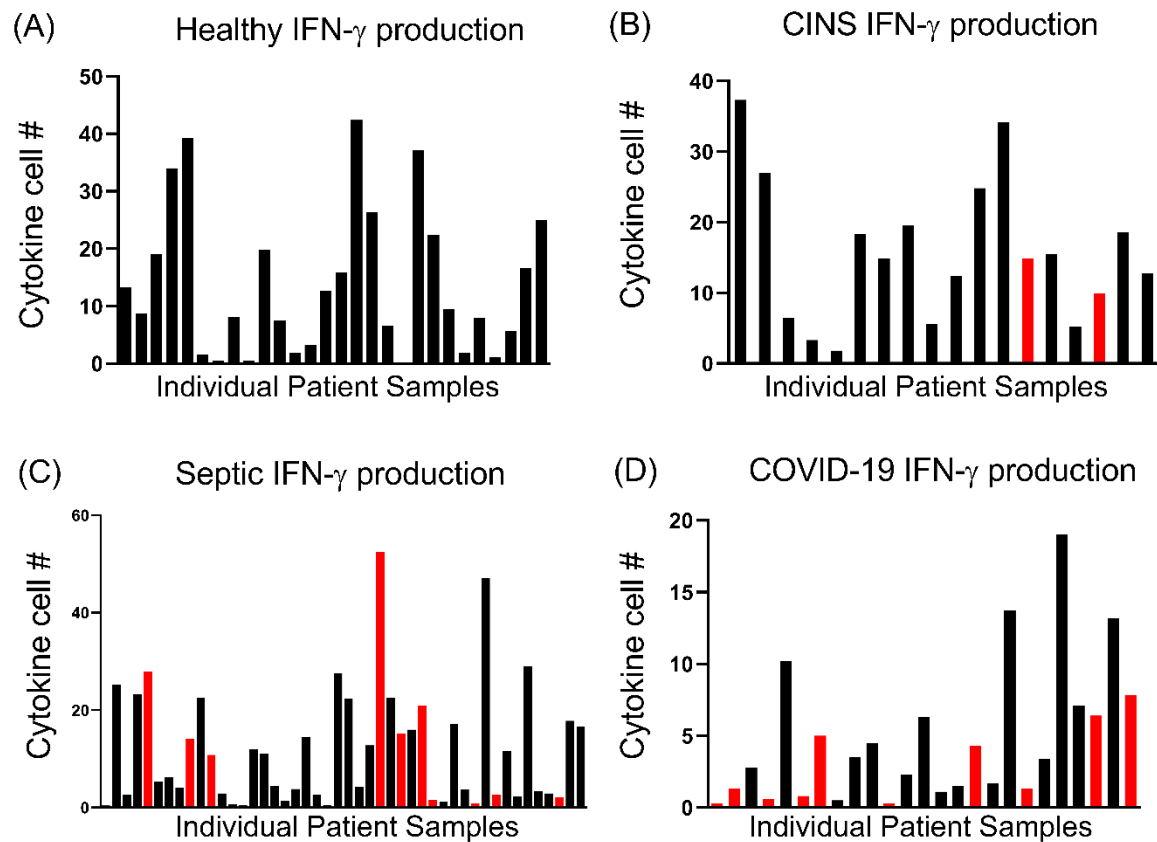 (A) Healthy IFN-γ production
Cytokine cell #
50
40
30
20
10
0
Individual Patient Samples
(B) CINS IFN-γ production
Cytokine cell #
40
30
20
10
0
Individual Patient Samples
(C) Septic IFN-γ production
Cytokine cell #
60
40
20
0
Individual Patient Samples
(D) COVID-19 IFN-γ production
Cytokine cell #
20
15
10
5
0
Individual Patient Samples